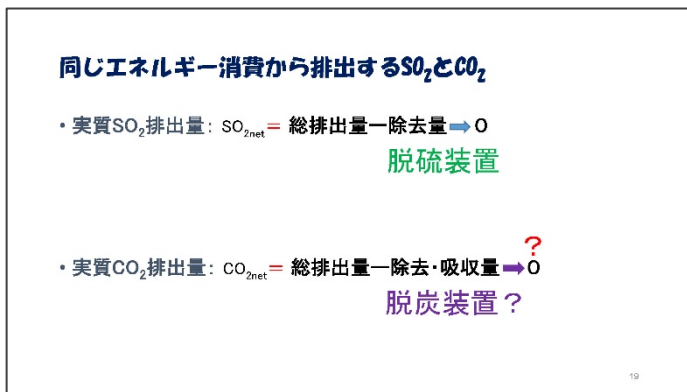 同じエネルギー消費から排出するSO₂とCO₂
・実質SO₂排出量： SO₂net＝ 総排出量ー除去量➡0
脱硫装置
?
・実質CO₂排出量： CO₂net＝ 総排出量ー除去・吸収量➡0
脱炭装置？
19